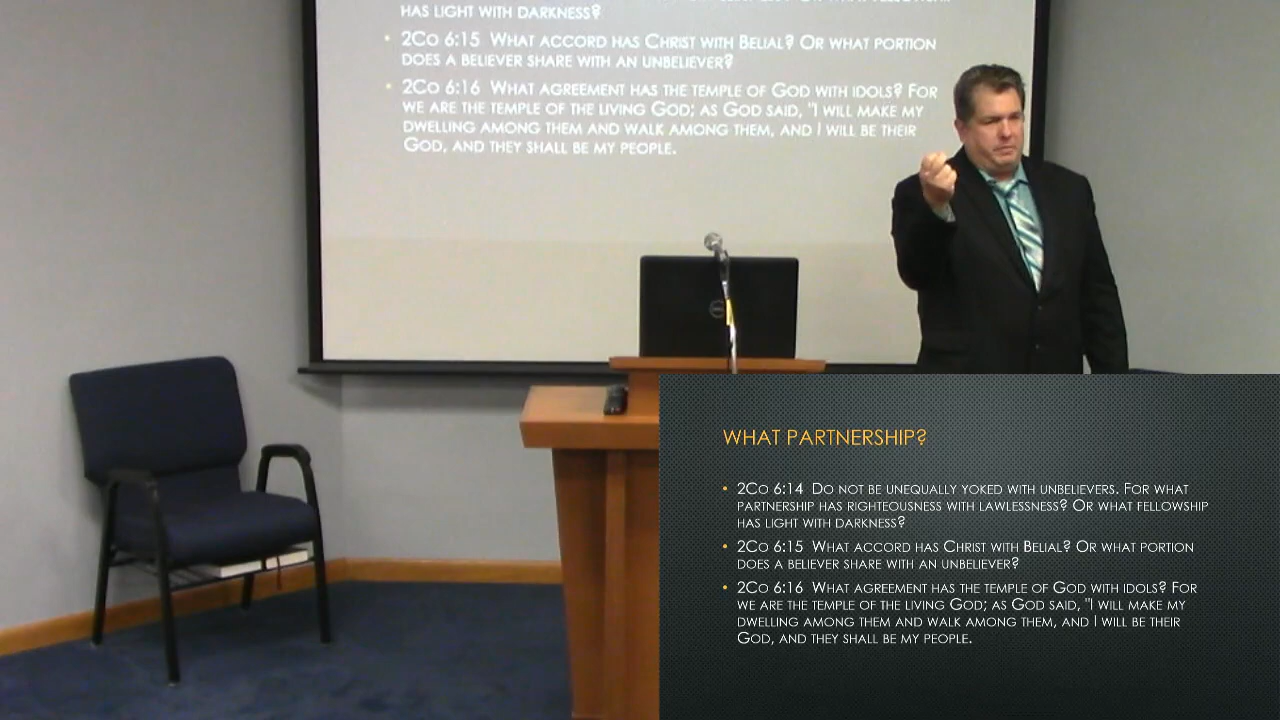 HAS LIGHT WITH DARKNESS?
• 2CO 6:15 WHAT ACCORD HAS CHRIST WITH BELIAL? OR WHAT PORTION
DOES A BELIEVER SHARE WITH AN UNBELIEVER?
• 2CO 6:16 WHAT AGREEMENT HAS THE TEMPLE OF GOD WITH IDOLS? FOR
WE ARE THE TEMPLE OF THE LIVING GOD; AS GOD SAID, "I WILL MAKE MY
DWELLING AMONG THEM AND WALK AMONG THEM, AND I WILL BE THEIR
GOD, AND THEY SHALL BE MY PEOPLE.
DELL
WHAT PARTNERSHIP?
• 2CO 6:14 DO NOT BE UNEQUALLY YOKED WITH UNBELIEVERS. FOR WHAT
PARTNERSHIP HAS RIGHTEOUSNESS WITH LAWLESSNESS? OR WHAT FELLOWSHIP
HAS LIGHT WITH DARKNESS?
• 2CO 6:15 WHAT ACCORD HAS CHRIST WITH BELIAL? OR WHAT PORTION
DOES A BELIEVER SHARE WITH AN UNBELIEVER?
• 2CO 6:16 WHAT AGREEMENT HAS THE TEMPLE OF GOD WITH IDOLS? FOR
WE ARE THE TEMPLE OF THE LIVING GOD; AS GOD SAID, "I WILL MAKE MY
DWELLING AMONG THEM AND WALK AMONG THEM, AND I WILL BE THEIR
GOD, AND THEY SHALL BE MY PEOPLE.